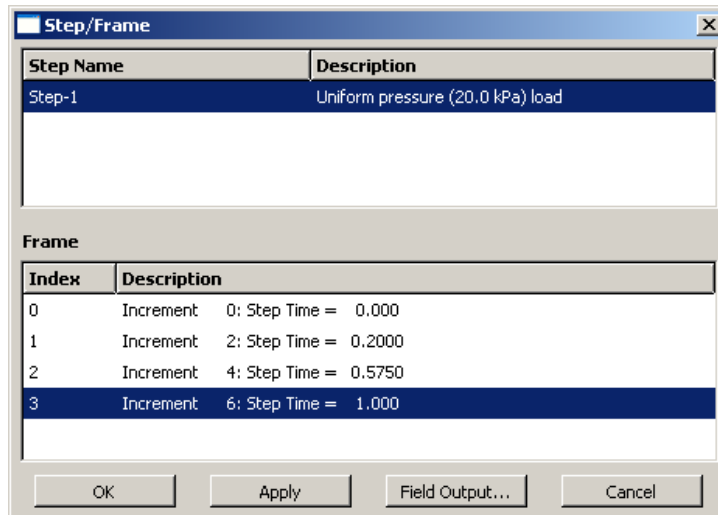 Step/Frame
Step Name Description
Step-1 Uniform pressure (20.0 kPa) load
Frame
Index Description
0 Increment 0: Step Time = 0.000
1 Increment 2: Step Time = 0.2000
2 Increment 4: Step Time = 0.5750
3 Increment 6: Step Time = 1.000
OK Apply Field Output... Cancel